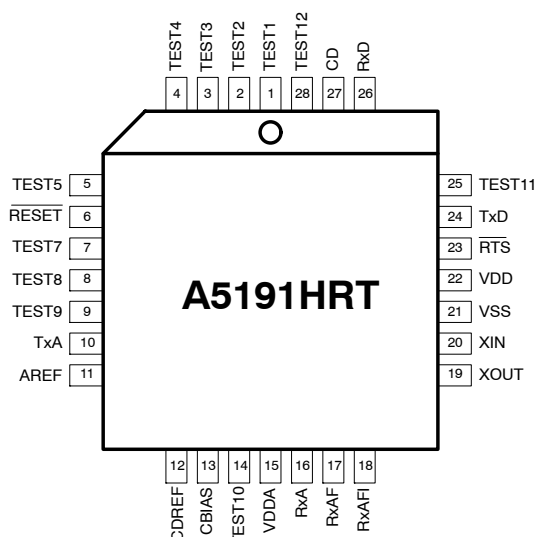 TEST4 TEST3 TEST2 TEST1 TEST12 CD RxD
4 3 2 1 28 27 26
TEST5 5
RESET 6
TEST7 7
TEST8 8
TEST9 9
TxA 10
AREF 11
A5191HRT
25 TEST11
24 TxD
23 RTS
22 VDD
21 VSS
20 XIN
19 XOUT
12 13 14 15 16 17 18
CDREF CBIAS TEST10 VDDA RxA RxAF RxAFI